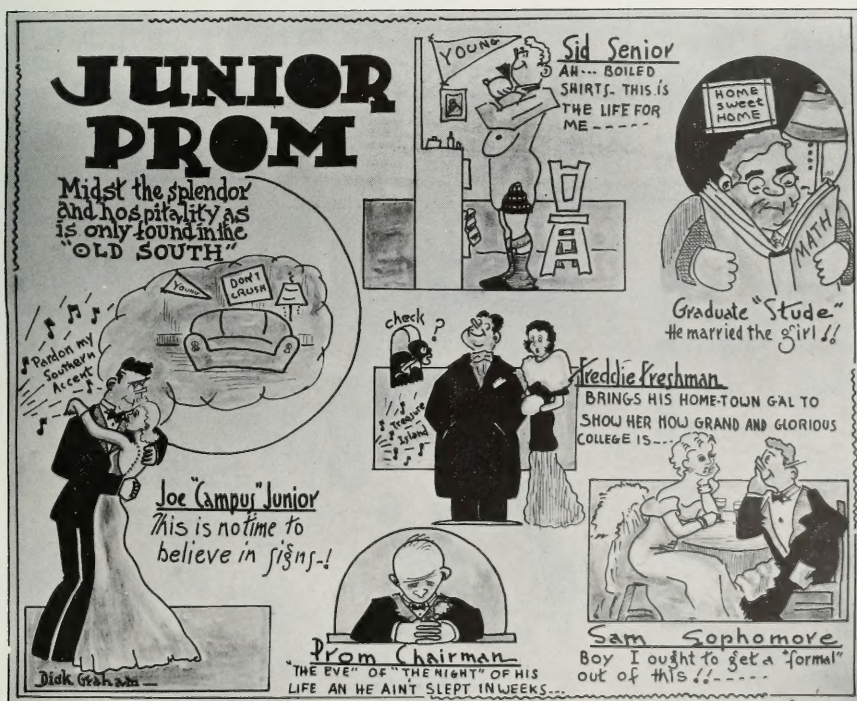 JUNIOR
PROM
Midst the splendor
and hospitality as
is only found in the
"OLD SOUTH"
YOUNG
DON'T
CRUSH
Pardon my
Southern
Accent
Joe "Campus" Junior
This is no time to
believe in signs-!
Dick Graham
YOUNG
Sid Senior
AH--- BOILED
SHIRTS- THIS IS
THE LIFE FOR
ME -----
HOME
SWEET
HOME
MATH
Graduate "Stude"
He married the girl !!
check ?
Treasure
Island
Freddie Freshman
BRINGS HIS HOME-TOWN GAL TO
SHOW HER HOW GRAND AND GLORIOUS
COLLEGE IS----
Prom Chairman
"THE EVE" OF "THE NIGHT" OF HIS
LIFE AN HE AIN'T SLEPT IN WEEKS---
Sam Sophomore
Boy I ought to get a "formal"
out of this !!------